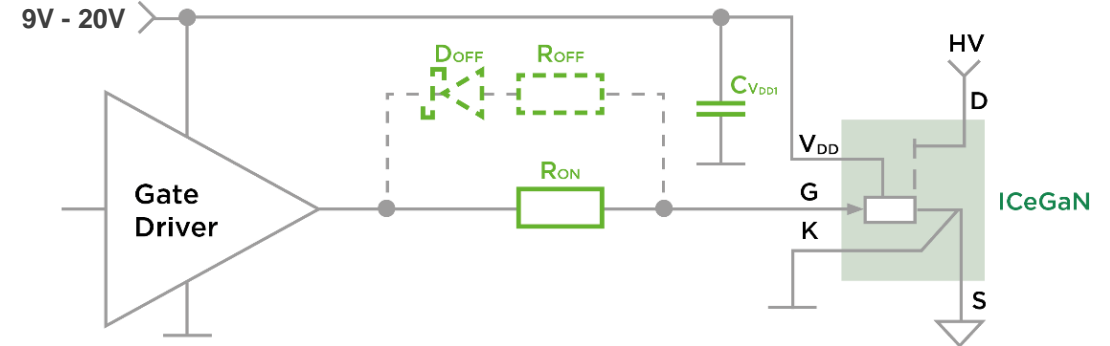 9V - 20V
DOFF
ROFF
HV
CVDD1
D
VDD
Gate
Driver
RON
G
ICeGaN
K
S